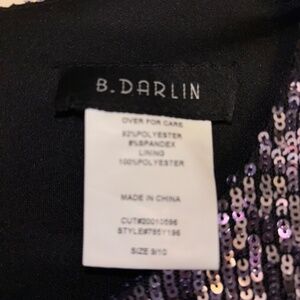 B.DARLIN
OVER FOR CARE
92%POLYESTER
8%SPANDEX
LINING
100%POLYESTER
MADE IN CHINA
CUT#20010596
STYLE#785Y196
SIZE 9/10